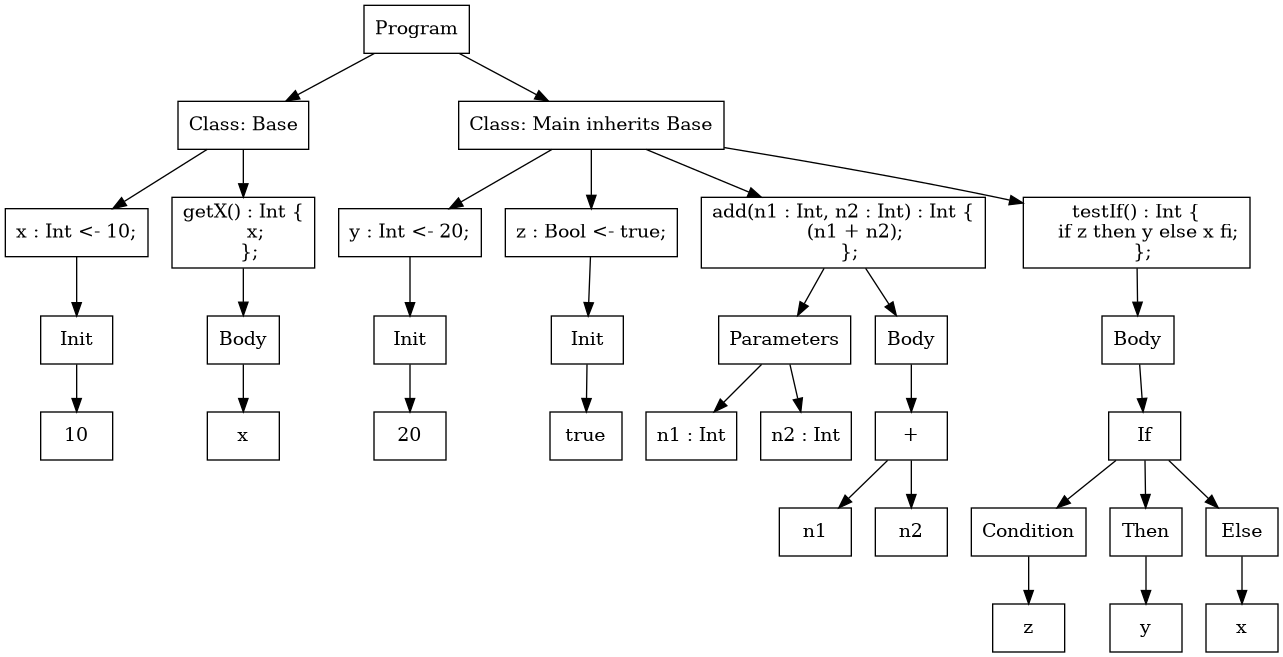 Program
Class: Base
Class: Main inherits Base
x : Int <- 10;
getX() : Int {
x;
};
y : Int <- 20;
z : Bool <- true;
add(n1 : Int, n2 : Int) : Int {
(n1 + n2);
};
testIf() : Int {
if z then y else x fi;
};
Init
Body
Init
Init
Parameters
Body
Body
10
x
20
true
n1 : Int
n2 : Int
+
If
n1
n2
Condition
Then
Else
z
y
x